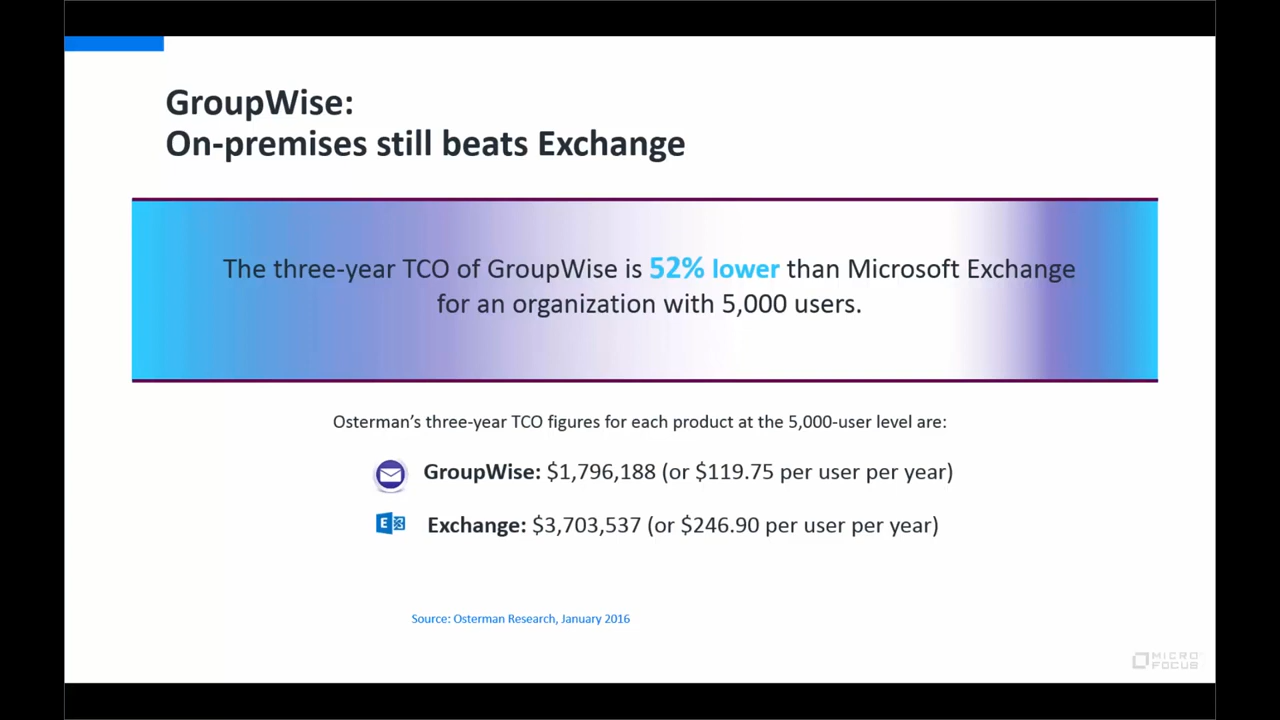 GroupWise:
On-premises still beats Exchange
The three-year TCO of GroupWise is 52% lower than Microsoft Exchange
for an organization with 5,000 users.
Osterman's three-year TCO figures for each product at the 5,000-user level are:
GroupWise: $1,796,188 (or $119.75 per user per year)
E
Exchange: $3,703,537 (or $246.90 per user per year)
Source: Osterman Research, January 2016
MICRO
FOCUS